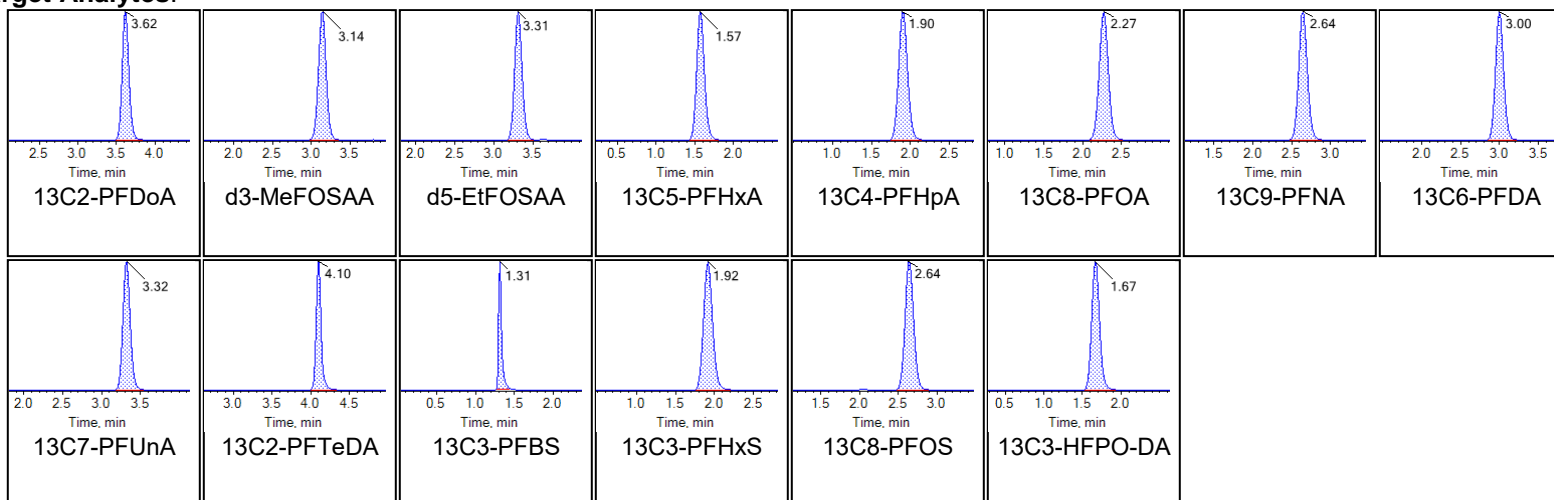 rget Analytes:
3.62 3.14 3.31 1.57 1.90 2.27 2.64 3.00
2.5 3.0 3.5 4.0 2.0 2.5 3.0 3.5 2.0 2.5 3.0 3.5 0.5 1.0 1.5 2.0 1.0 1.5 2.0 2.5 1.0 1.5 2.0 2.5 1.5 2.0 2.5 3.0 2.0 2.5 3.0 3.5
Time, min Time, min Time, min Time, min Time, min Time, min Time, min Time, min
13C2-PFDoA d3-MeFOSAA d5-EtFOSAA 13C5-PFHxA 13C4-PFHpA 13C8-PFOA 13C9-PFNA 13C6-PFDA
3.32 4.10 1.31 1.92 2.64 1.67
2.0 2.5 3.0 3.5 3.0 3.5 4.0 4.5 0.5 1.0 1.5 2.0 1.0 1.5 2.0 2.5 1.5 2.0 2.5 3.0 0.5 1.0 1.5 2.0
Time, min Time, min Time, min Time, min Time, min Time, min
13C7-PFUnA 13C2-PFTeDA 13C3-PFBS 13C3-PFHxS 13C8-PFOS 13C3-HFPO-DA